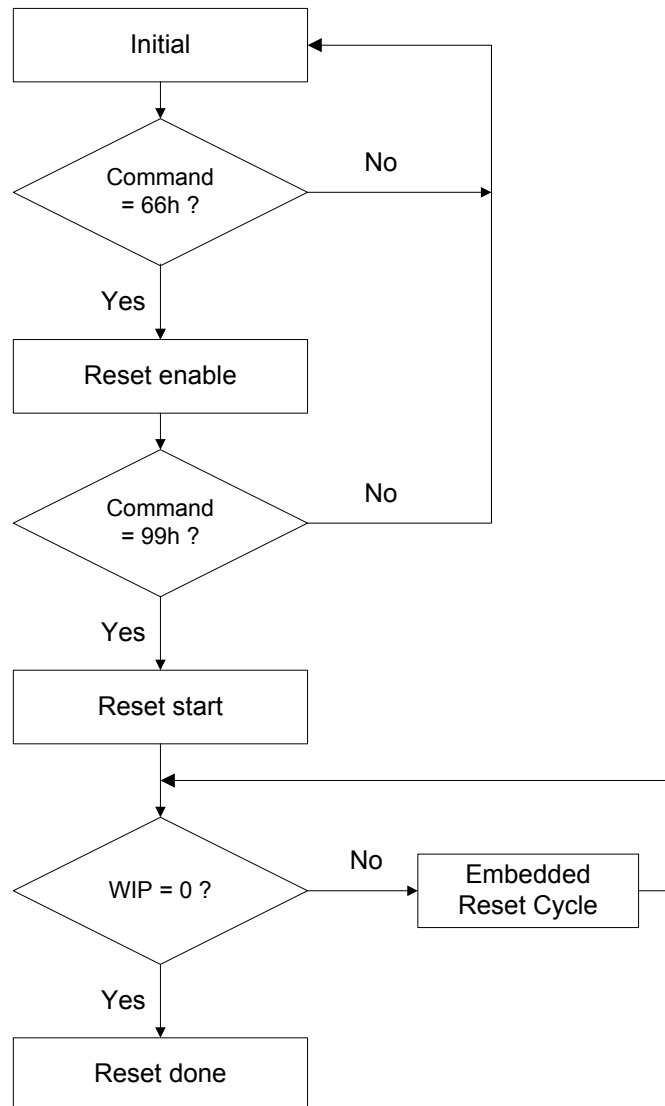 Initial
Command
= 66h ?
No
Yes
Reset enable
Command
= 99h ?
No
Yes
Reset start
WIP = 0 ?
No
Embedded
Reset Cycle
Yes
Reset done